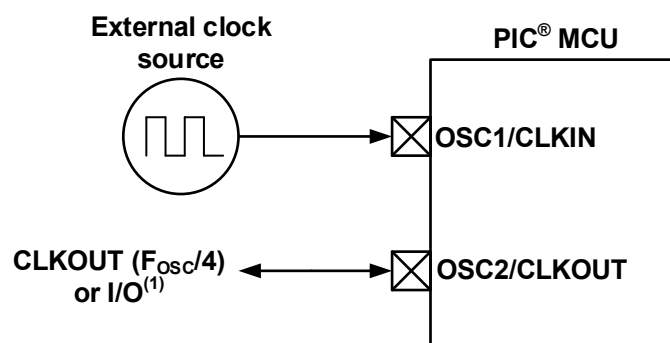 External clock
source
PIC® MCU
OSC1/CLKIN
CLKOUT (FOSC/4)
or I/O(1)
OSC2/CLKOUT